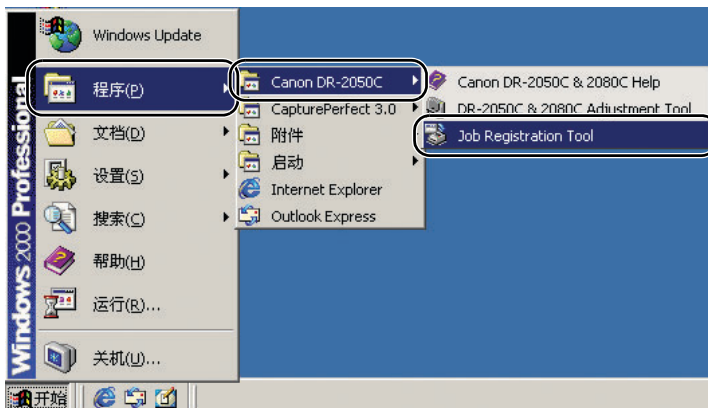 Windows Update
程序(P)
文档(D)
设置(S)
搜索(C)
帮助(H)
运行(R)...
关机(U)...
Windows 2000 Professional
开始
Canon DR-2050C
CapturePerfect 3.0
附件
启动
Internet Explorer
Outlook Express
Canon DR-2050C & 2080C Help
DR-2050C & 2080C Adjustment Tool
Job Registration Tool